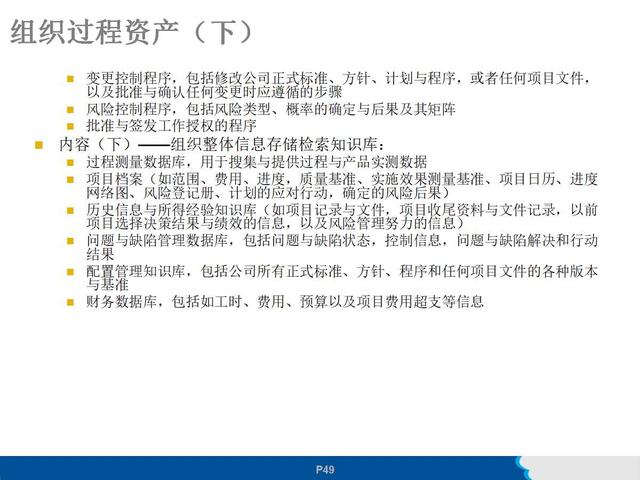 组织过程资产（下）
变更控制程序，包括修改公司正式标准、方针、计划与程序，或者任何项目文件，
以及批准与确认任何变更时应遵循的步骤
风险控制程序，包括风险类型、概率的确定与后果及其矩阵
批准与签发工作授权的程序
内容（下）——组织整体信息存储检索知识库：
过程测量数据库，用于搜集与提供过程与产品实测数据
项目档案（如范围、费用、进度，质量基准、实施效果测量基准、项目日历、进度
网络图、风险登记册、计划的应对行动，确定的风险后果）
历史信息与所得经验知识库（如项目记录与文件，项目收尾资料与文件记录，以前
项目选择决策结果与绩效的信息，以及风险管理努力的信息）
问题与缺陷管理数据库，包括问题与缺陷状态，控制信息，问题与缺陷解决和行动
结果
配置管理知识库，包括公司所有正式标准、方针、程序和任何项目文件的各种版本
与基准
财务数据库，包括如工时、费用、预算以及项目费用超支等信息
P49